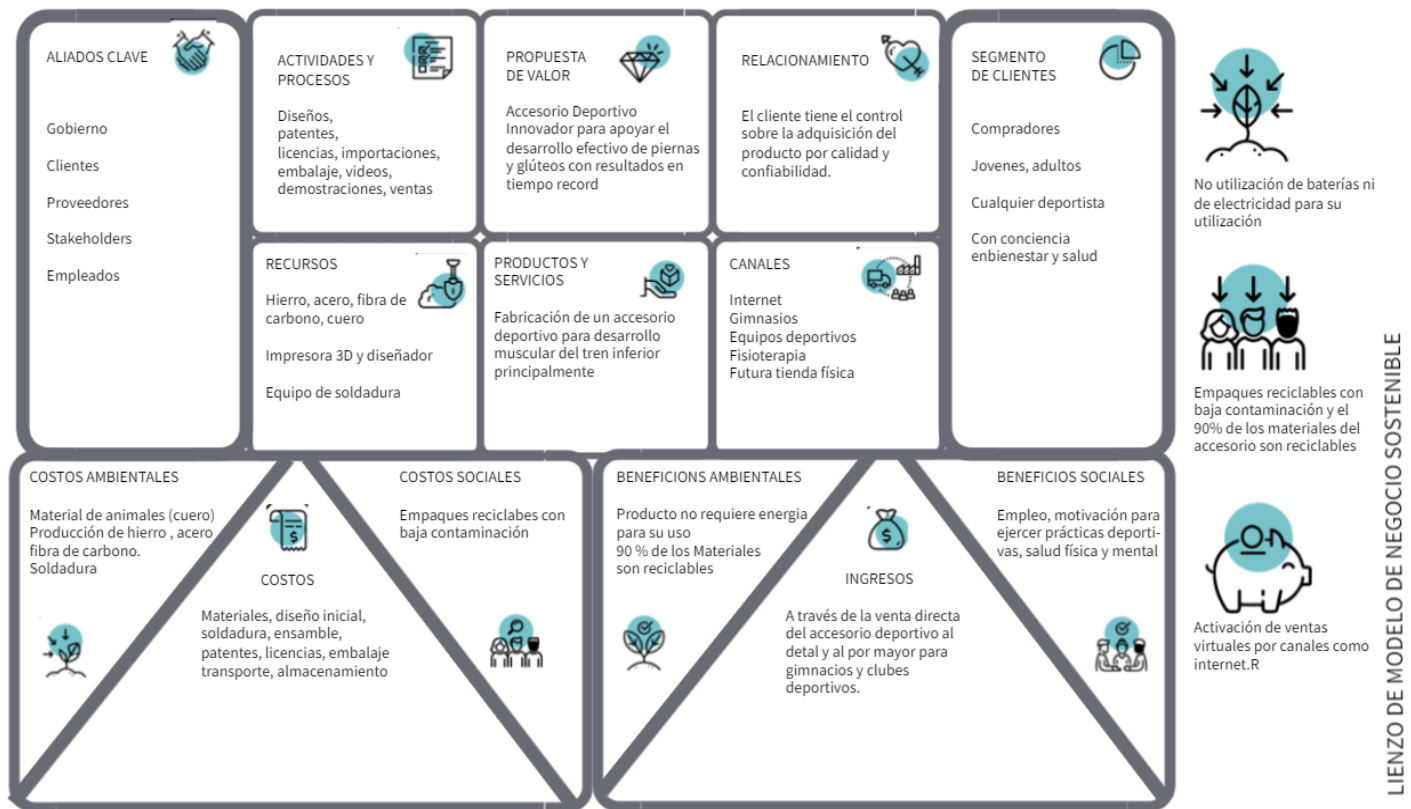 ALIADOS CLAVE
Gobierno
Clientes
Proveedores
Stakeholders
Empleados
ACTIVIDADES Y
PROCESOS
Diseños,
patentes,
licencias, importaciones,
embalaje, videos,
demostraciones, ventas
RECURSOS
Hierro, acero, fibra de
carbono, cuero
Impresora 3D y diseñador
Equipo de soldadura
PROPUESTA
DE VALOR
Accesorio Deportivo
Innovador para apoyar el
desarollo efectivo de piernas
y glúteos con resultados en
tiempo record
PRODUCTOS Y
SERVICIOS
Fabricación de un accesorio
deportivo para desarrollo
muscular del tren inferior
principalmente
RELACIONAMIENTO
El cliente tiene el control
sobre la adquisición del
producto por calidad y
confiabilidad.
CANALES
Internet
Gimnasios
Equipos deportivos
Fisioterapia
Futura tienda física
SEGMENTO
DE CLIENTES
Compradores
Jovenes, adultos
Cualquier deportista
Con conciencia
enbienestar y salud
COSTOS AMBIENTALES
Material de animales (cuero)
Producción de hierro , acero
fibra de carbono.
Soldadura
$
COSTOS
Materiales, diseño inicial,
soldadura, ensamble,
patentes, licencias, embalaje
transporte, almacenamiento
COSTOS SOCIALES
Empaques reciclabes con
baja contaminación
BENEFICIONS AMBIENTALES
Producto no requiere energia
para su uso
90 % de los Materiales
son reciclables
$
INGRESOS
A través de la venta directa
del accesorio deportivo al
detal y al por mayor para
gimnacios y clubes
deportivos.
BENEFICIOS SOCIALES
Empleo, motivación para
ejercer prácticas deporti-
vas, salud física y mental
No utilización de baterías ni
de electricidad para su
utilización
Empaques reciclables con
baja contaminación y el
90% de los materiales del
accesorio son reciclables
Activación de ventas
virtuales por canales como
internet.R
LIENZO DE MODELO DE NEGOCIO SOSTENIBLE